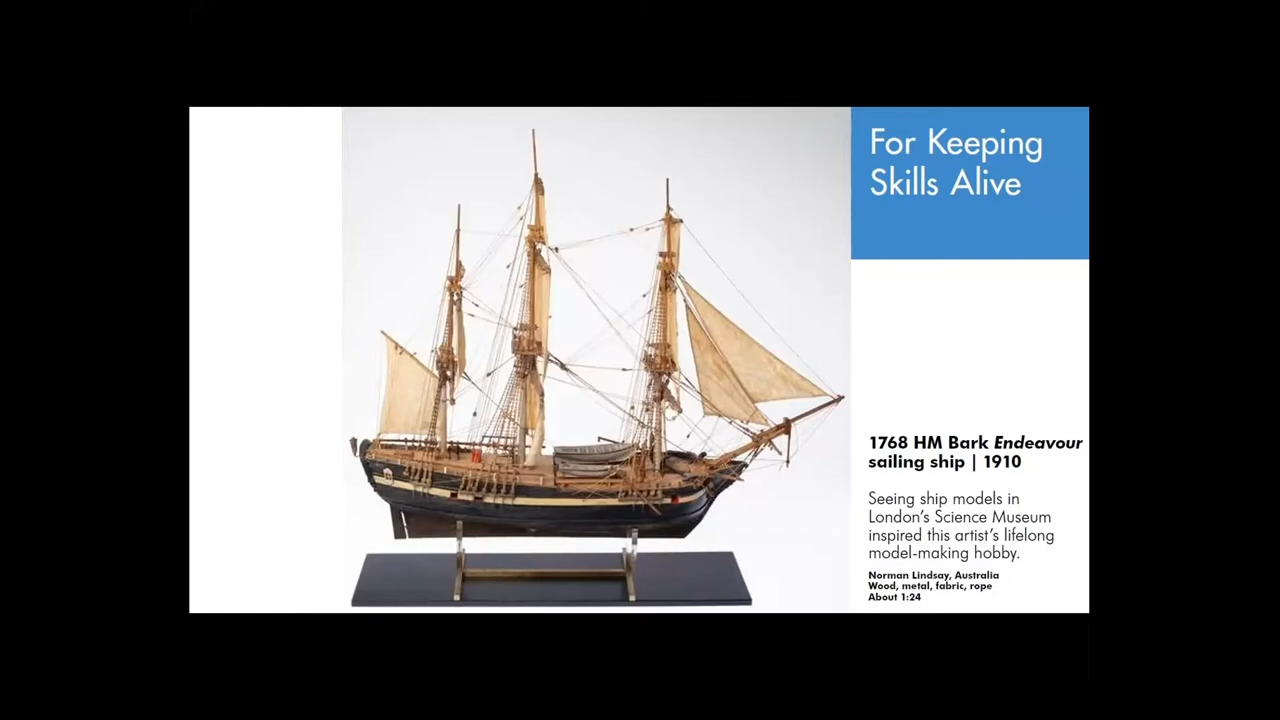 For Keeping
Skills Alive
1768 HM Bark Endeavour
sailing ship | 1910
Seeing ship models in
London’s Science Museum
inspired this artist’s lifelong
model-making hobby.
Norman Lindsay, Australia
Wood, metal, fabric, rope
About 1:24